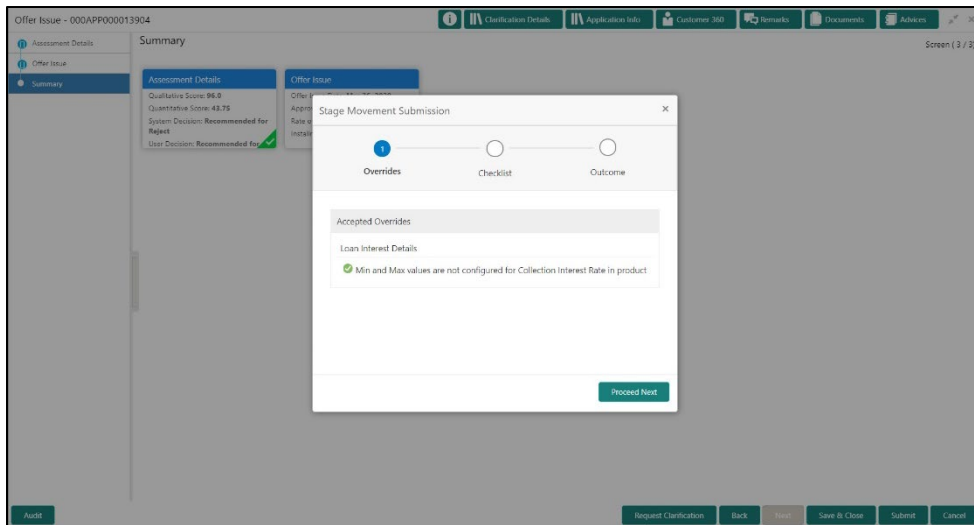 Offer Issue - 000APP000013904
Clarification Details
Application Info
Customer 360
Remarks
Documents
Advices
Assessment Details
Offer Issue
Summary
Summary
Screen ( 3 / 3)
Assessment Details
Qualitative Score: 96.0
Quantitative Score: 43.75
System Decision: Recommended for
Reject
User Decision: Recommended for
Offer Issue
Stage Movement Submission
1
Overrides
Checklist
Outcome
Accepted Overrides
Loan Interest Details
Min and Max values are not configured for Collection Interest Rate in product
Proceed Next
Audit
Request Clarification
Back
Next
Save & Close
Submit
Cancel